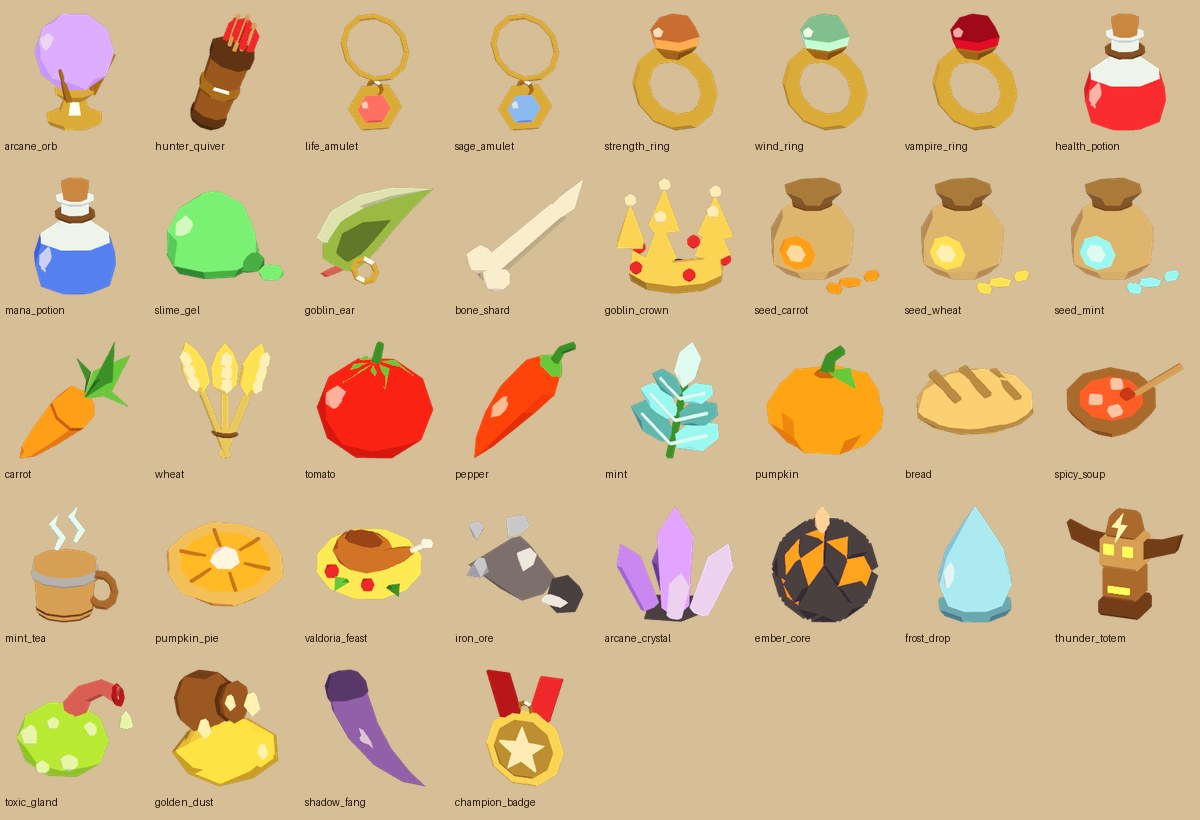 arcane_orb hunter_quiver life_amulet sage_amulet strength_ring wind_ring vampire_ring health_potion
mana_potion slime_gel goblin_ear bone_shard goblin_crown seed_carrot seed_wheat seed_mint
carrot wheat tomato pepper mint pumpkin bread spicy_soup
mint_tea pumpkin_pie valdoria_feast iron_ore arcane_crystal ember_core frost_drop thunder_totem
toxic_gland golden_dust shadow_fang champion_badge